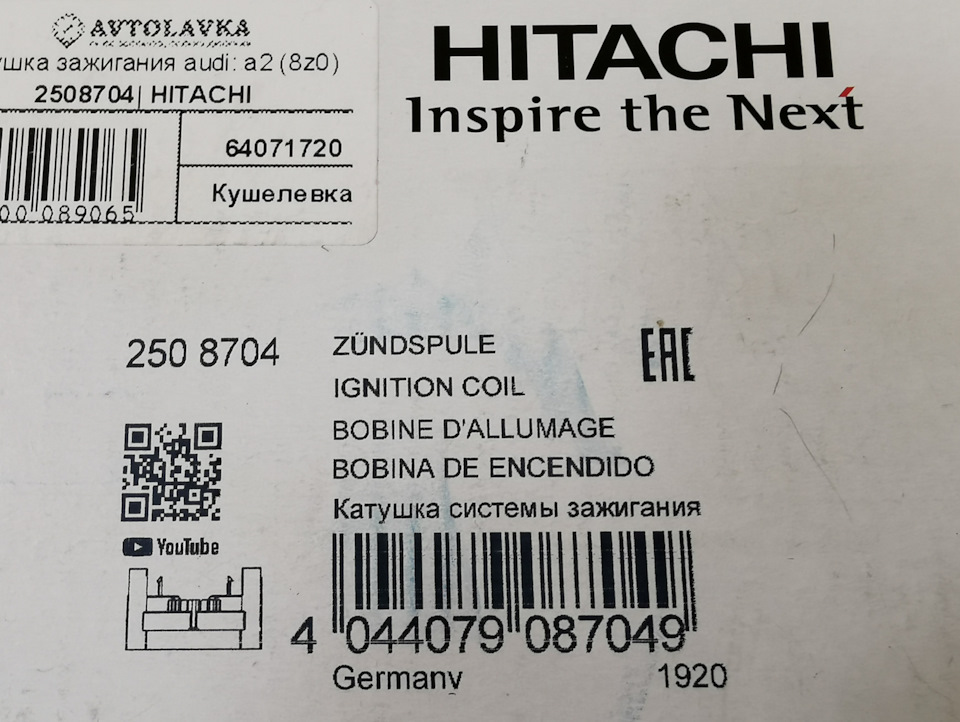 AVTOLAVKA
ушка зажигания audi: a2 (8z0)
2508704| HITACHI
64071720
Кушелевка
00 089065
HITACHI
Inspire the Next
250 8704
ZÜNDSPULE
IGNITION COIL
BOBINE D'ALLUMAGE
BOBINA DE ENCENDIDO
Катушка системы зажигания
EAC
YouTube
4 044079 087049
Germany
1920